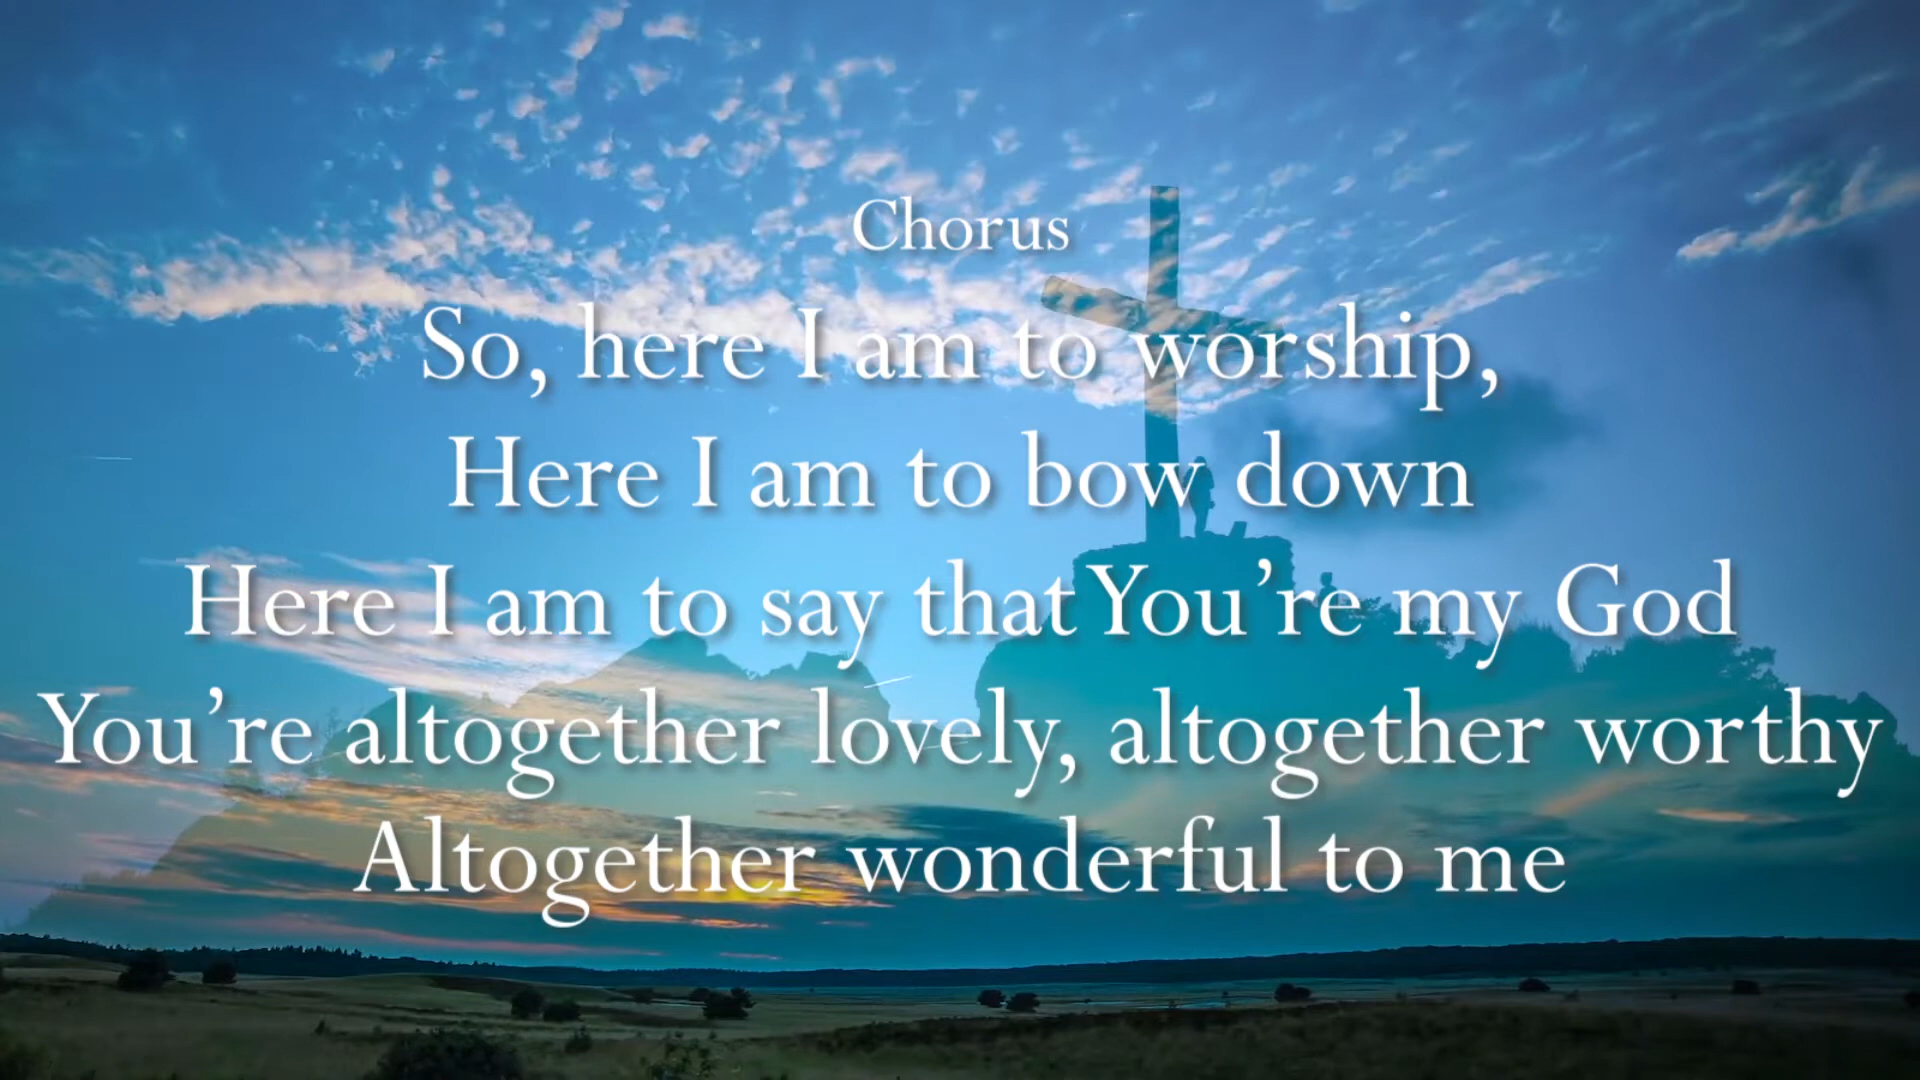 Chorus
So, here I am to worship,
Here I am to bow down
Here I am to say that You’re my God
You’re altogether lovely, altogether worthy
Altogether wonderful to me